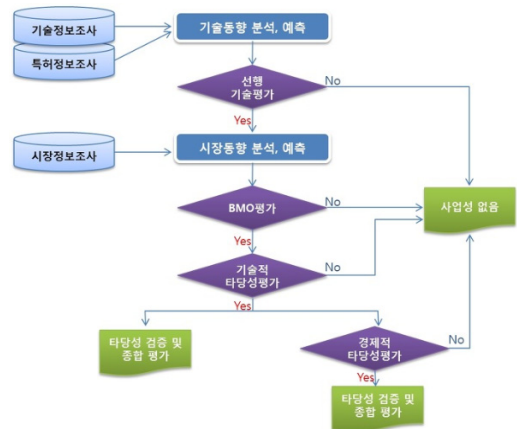 기술정보조사
기술동향 분석, 예측
특허정보조사
선행
기술평가
No
Yes
시장정보조사
시장동향 분석, 예측
BMO평가
No
사업성 없음
Yes
기술적
타당성평가
No
Yes
타당성 검증 및
종합 평가
경제적
타당성평가
No
Yes
타당성 검증 및
종합 평가